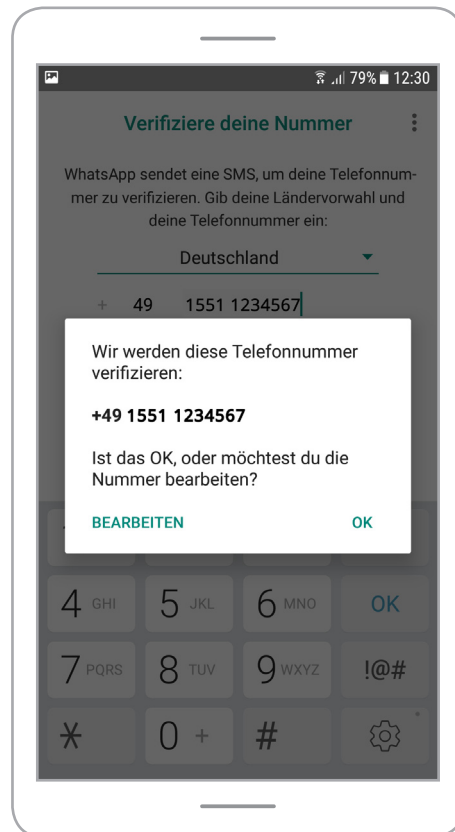 79% 12:30
Verifiziere deine Nummer
WhatsApp sendet eine SMS, um deine Telefonnum-
mer zu verifizieren. Gib deine Ländervorwahl und
deine Telefonnummer ein:
Deutschland
+ 49 1551 1234567
Wir werden diese Telefonnummer
verifizieren:
+49 1551 1234567
Ist das OK, oder möchtest du die
Nummer bearbeiten?
BEARBEITEN OK
4 GHI 5 JKL 6 MNO OK
7 PQRS 8 TUV 9 WXYZ !@#
* 0 + #